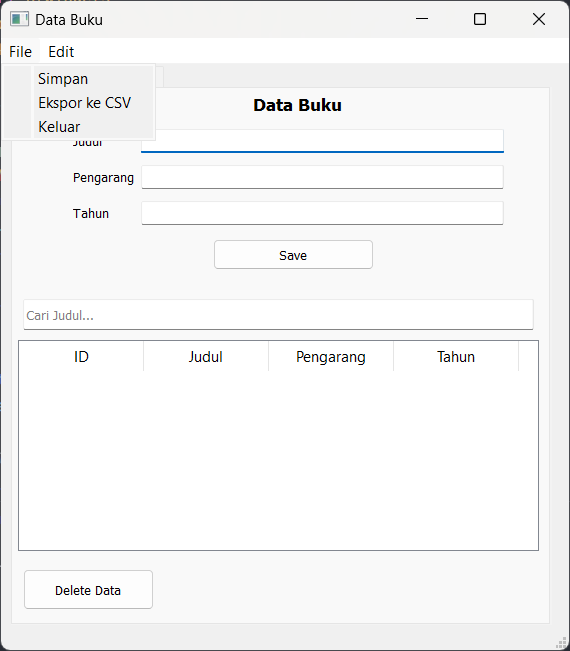 Data Buku
File Edit
Simpan
Ekspor ke CSV
Keluar
Data Buku
Judul
Pengarang
Tahun
Save
Cari Judul...
ID Judul Pengarang Tahun
Delete Data